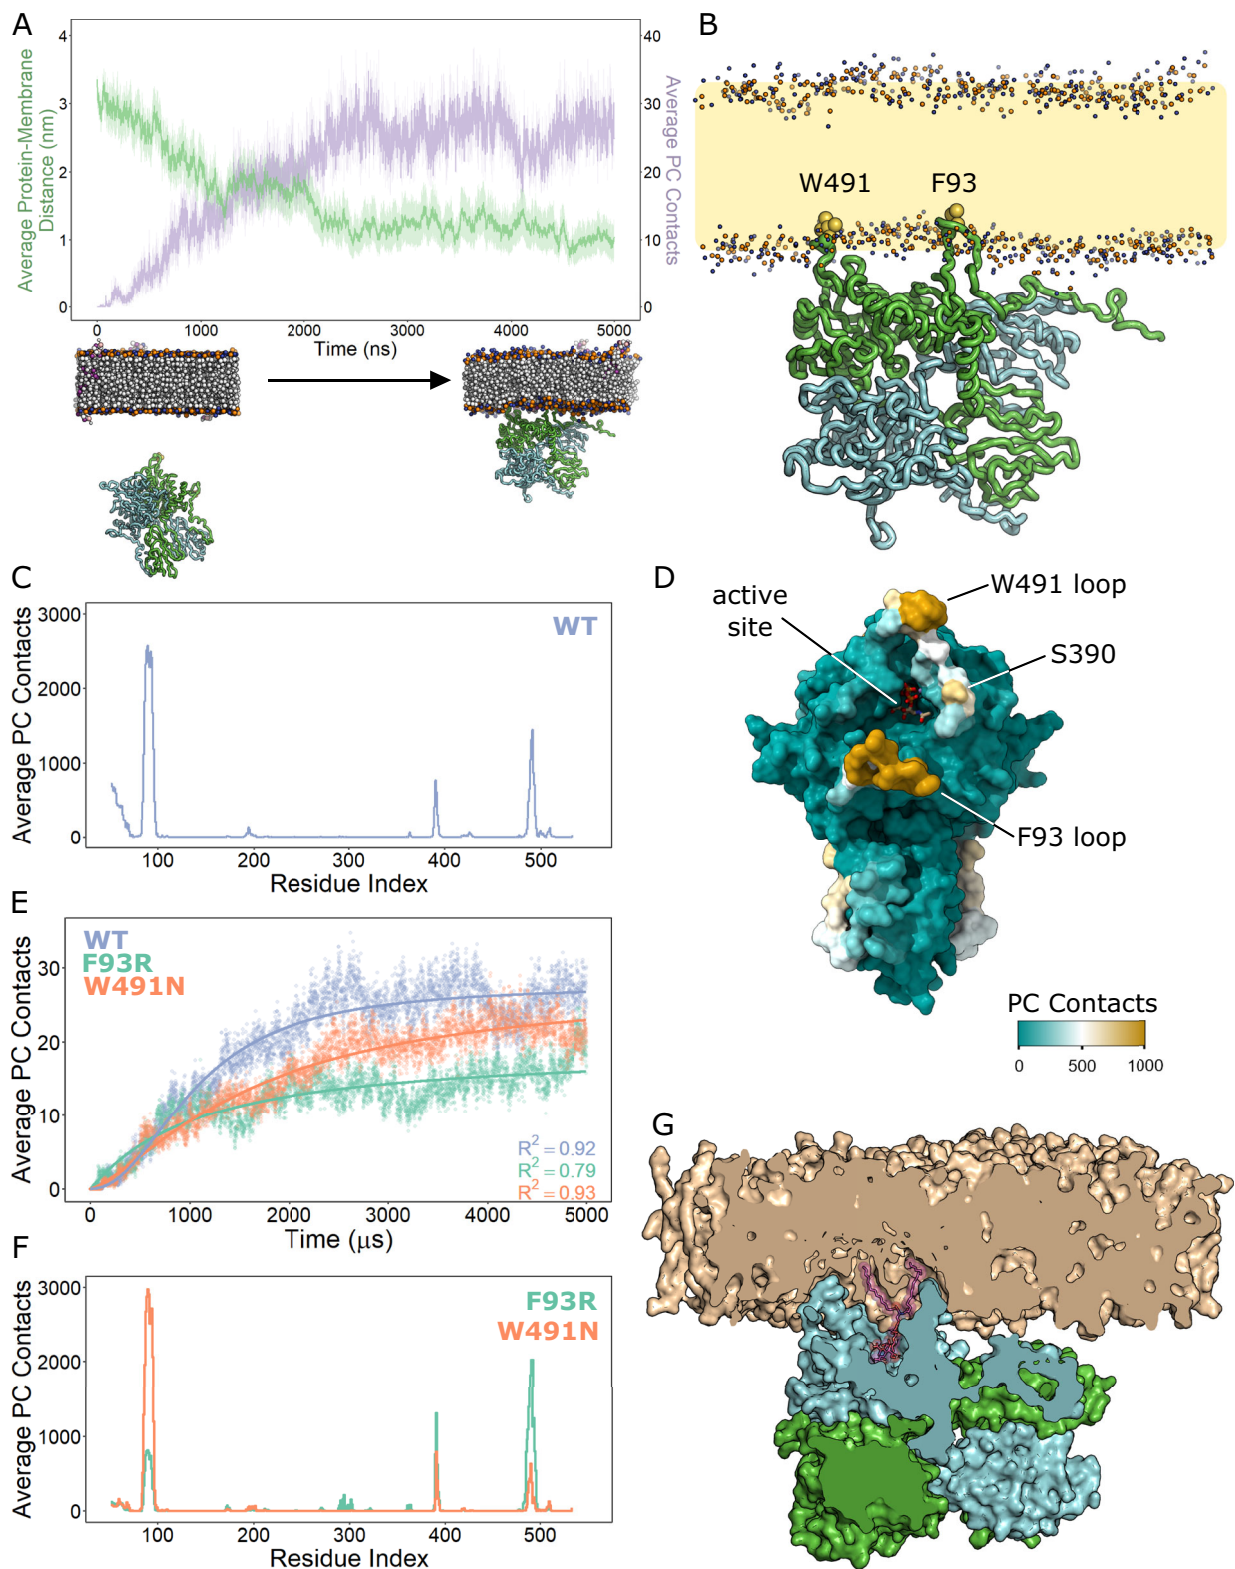 A
Average Protein-Membrane
Distance (nm)
4
3
2
1
0
40
30
20
10
0
Average PC
Contacts
0
1000
2000
3000
4000
5000
Time (ns)
B
W491
F93
C
Average PC Contacts
3000
2000
1000
0
WT
100
200
300
400
500
Residue Index
D
active
site
W491 loop
S390
F93 loop
PC Contacts
0
500
1000
E
Average PC Contacts
30
20
10
0
WT
F93R
W491N
R² = 0.92
R² = 0.79
R² = 0.93
0
1000
2000
3000
4000
5000
Time (μs)
F
Average PC Contacts
3000
2000
1000
0
F93R
W491N
100
200
300
400
500
Residue Index
G